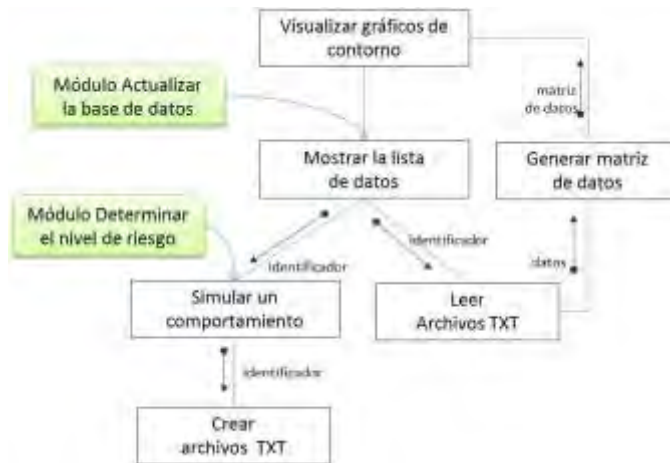 Visualizar gráficos de
contorno
Módulo Actualizar
la base de datos
matriz
de datos
Mostrar la lista
de datos
Generar matriz
de datos
Módulo Determinar
el nivel de riesgo
identificador
identificador
datos
Simular un
comportamiento
Leer
Archivos TXT
identificador
Crear
archivos TXT